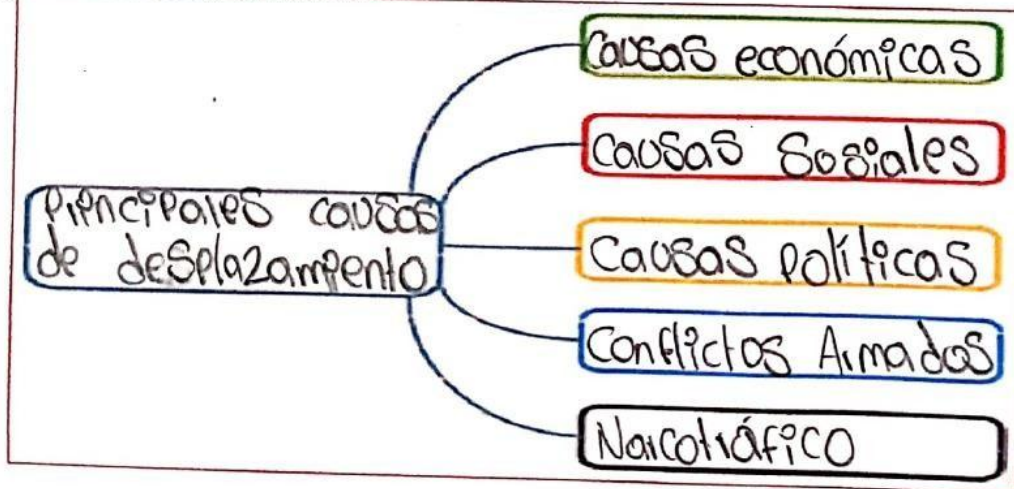 Principales causas
de desplazamiento
Causas económicas
Causas Sosiales
Causas políticas
Conflictos Armados
Narcotráfico